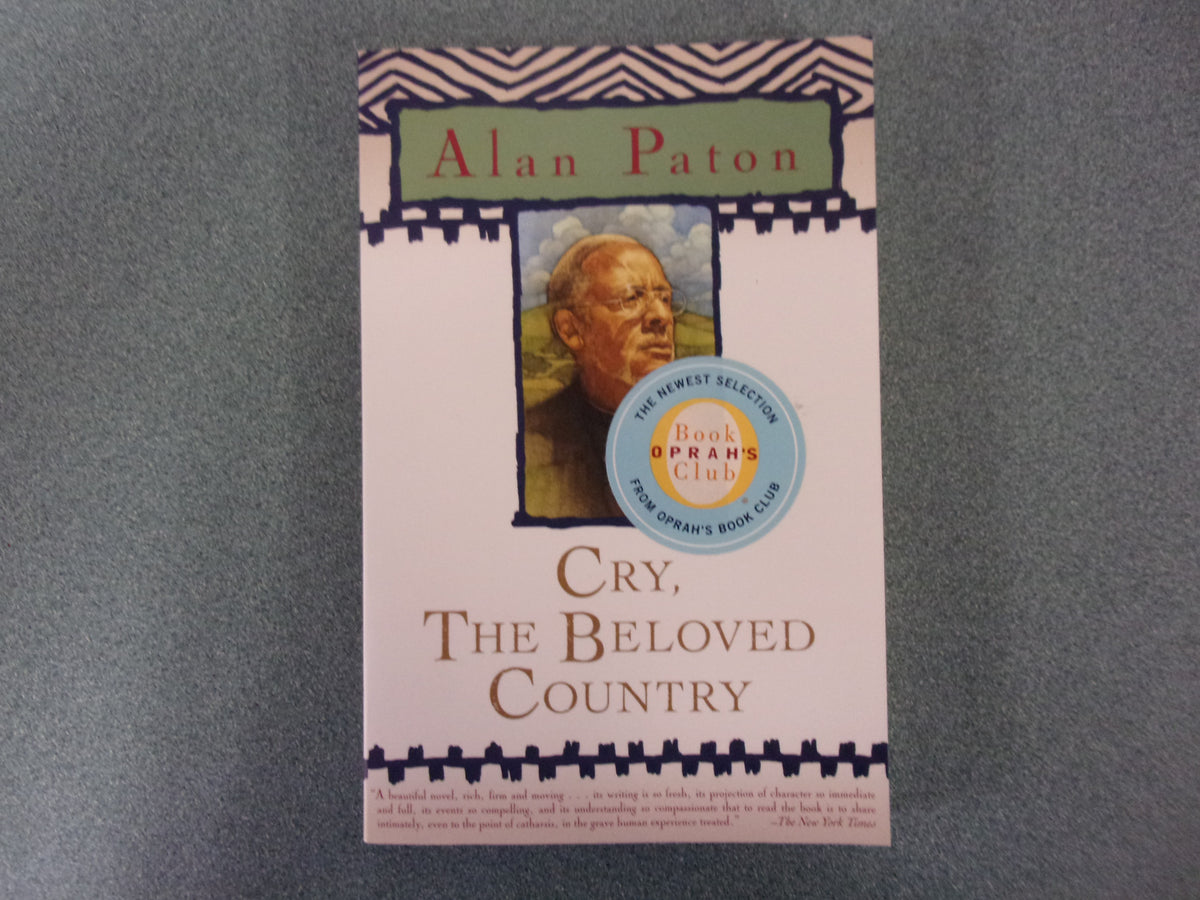 Alan Paton
THE NEWEST SELECTION
Book
OPRAH'S
Club
®
FROM OPRAH'S BOOK CLUB
CRY,
THE BELOVED
COUNTRY
"A beautiful novel, rich, firm and moving . . . its writing is so fresh, its projection of character so immediate
and full, its events so compelling, and its understanding so compassionate that to read the book is to share
intimately, even to the point of catharsis, in the grave human experience treated." –The New York Times